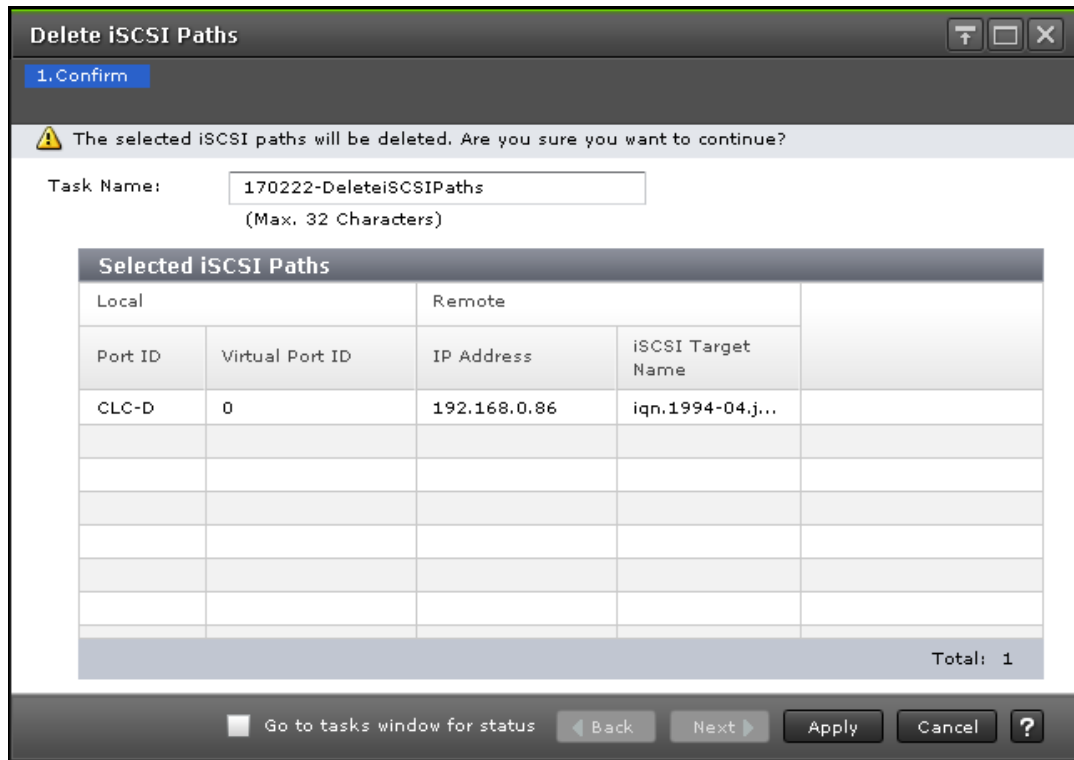 Delete iSCSI Paths
1.Confirm
The selected iSCSI paths will be deleted. Are you sure you want to continue?
Task Name: 170222-DeleteiSCSIPaths
(Max. 32 Characters)
Selected iSCSI Paths
Local Remote
Port ID Virtual Port ID IP Address iSCSI Target Name
CLC-D 0 192.168.0.86 iqn.1994-04.j...
Total: 1
Go to tasks window for status Back Next Apply Cancel ?